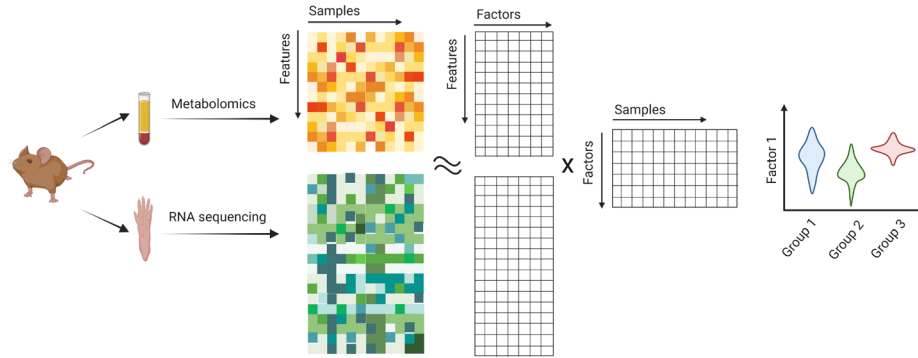 Samples
Features
Metabolomics
RNA sequencing
≈
Factors
Features
x
Samples
Factors
Factor 1
Group 1
Group 2
Group 3